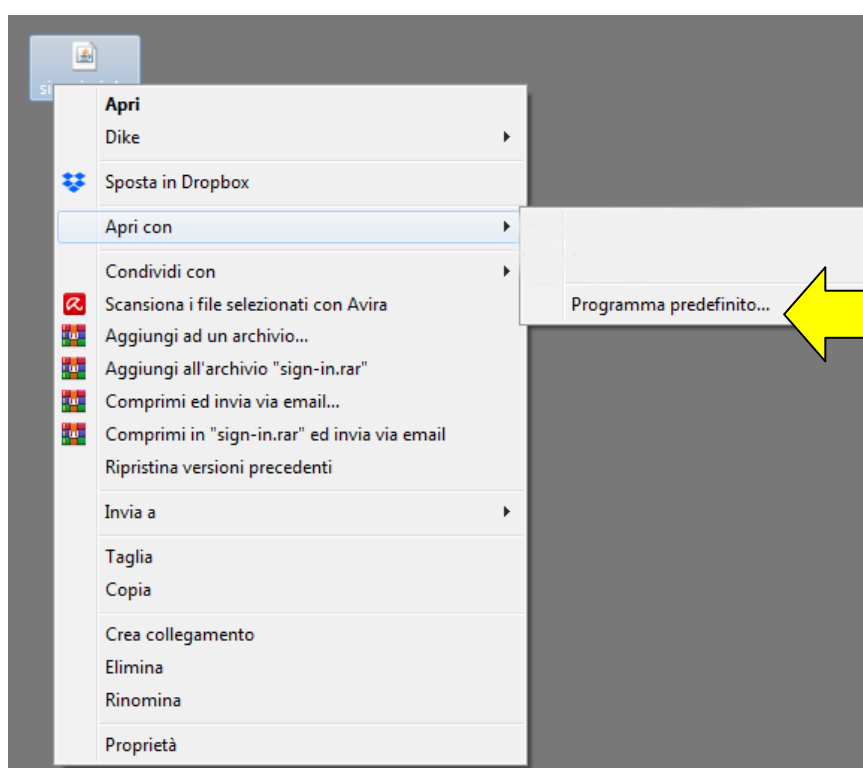 Apri
Dike
Sposta in Dropbox
Apri con
Programma predefinito...
Condividi con
Scansiona i file selezionati con Avira
Aggiungi ad un archivio...
Aggiungi all'archivio "sign-in.rar"
Comprimi ed invia via email...
Comprimi in "sign-in.rar" ed invia via email
Ripristina versioni precedenti
Invia a
Taglia
Copia
Crea collegamento
Elimina
Rinomina
Proprietà